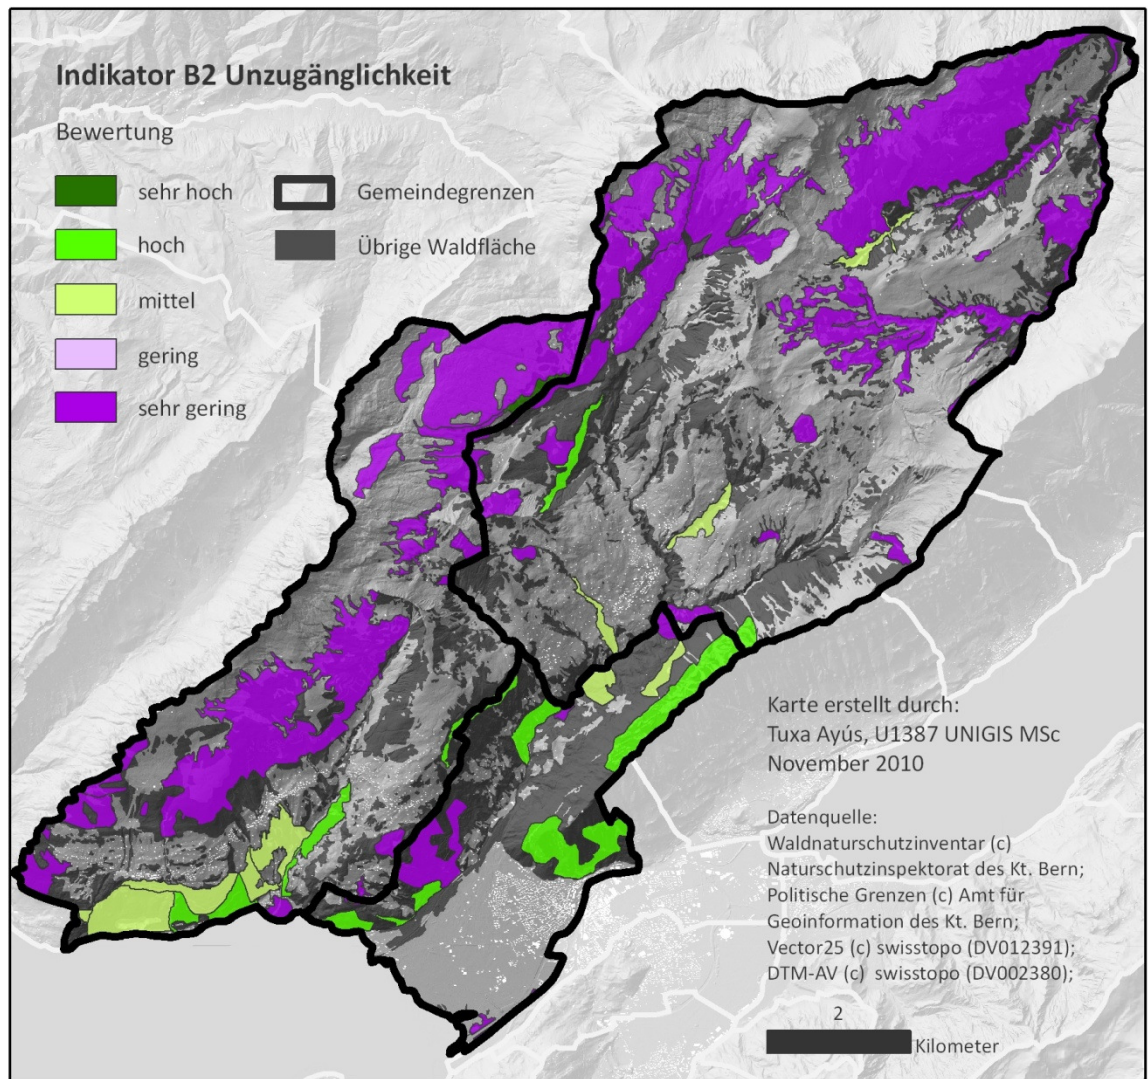 Indikator B2 Unzugänglichkeit
Bewertung
sehr hoch
hoch
mittel
gering
sehr gering
Gemeindegrenzen
Übrige Waldfläche
Karte erstellt durch:
Tuxa Ayús, U1387 UNIGIS MSc
November 2010
Datenquelle:
Waldnaturschutzinventar (c)
Naturschutzinspektorat des Kt. Bern;
Politische Grenzen (c) Amt für
Geoinformation des Kt. Bern;
Vector25 (c) swisstopo (DV012391);
DTM-AV (c) swisstopo (DV002380);
2
Kilometer